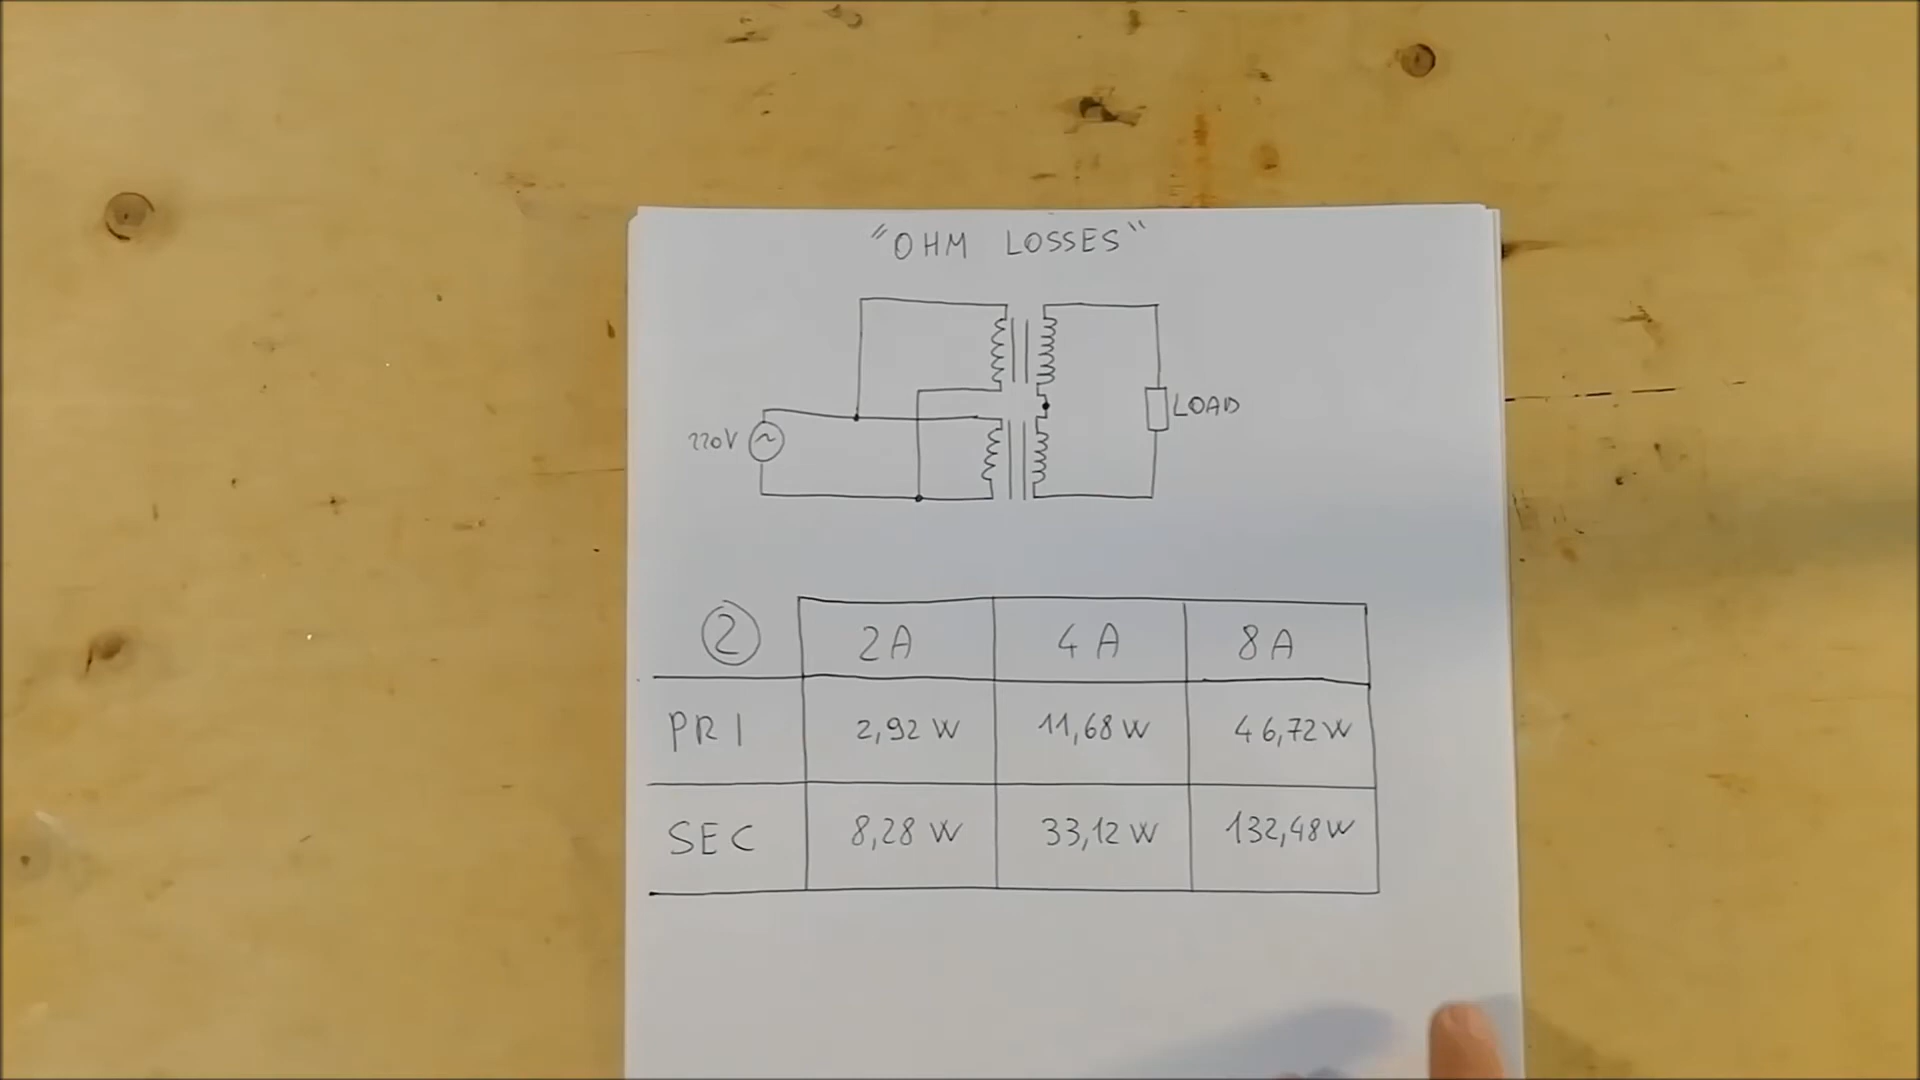 "OHM LOSSES"
220V
LOAD
2 2A 4A 8A
PRI 2,92 W 11,68 W 46,72 W
SEC 8,28 W 33,12 W 132,48 W